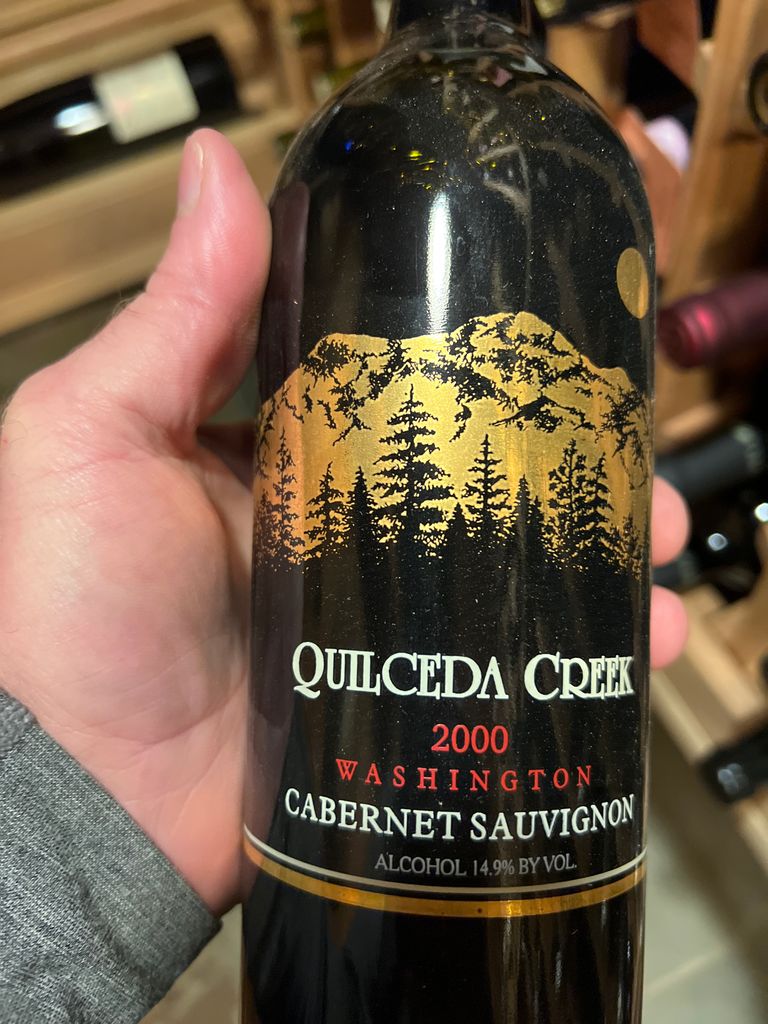 QUILCEDA CREEK
2000
WASHINGTON
CABERNET SAUVIGNON
ALCOHOL 14.9% BY VOL.